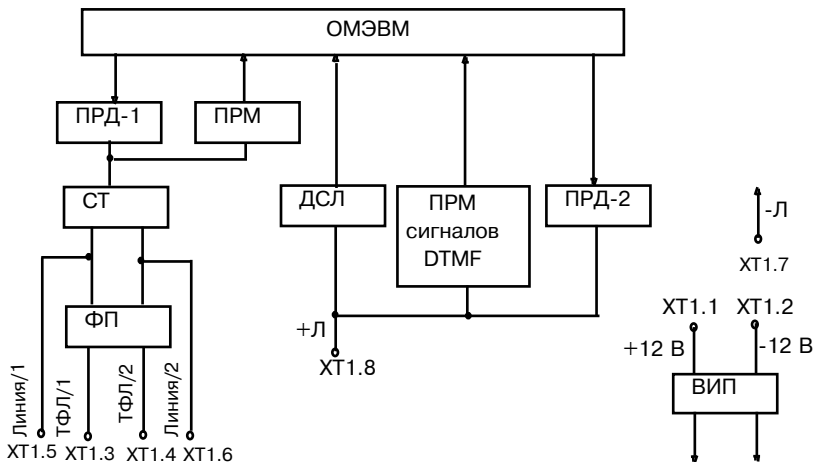 ОМЭВМ
ПРД-1
ПРМ
СТ
ДСЛ
ПРМ
сигналов
DTMF
ПРД-2
-Л
XT1.7
ФП
+Л
XT1.8
XT1.1
XT1.2
+12 В
-12 В
ВИП
Линия/1
ТФЛ/1
ТФЛ/2
Линия/2
XT1.5
XT1.3
XT1.4
XT1.6